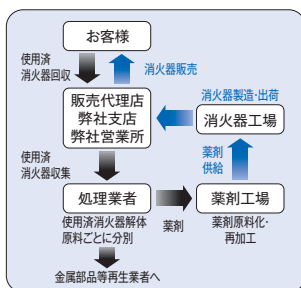 お客様
使用済
消火器回収
消火器販売
販売代理店
弊社支店
弊社営業所
消火器製造・出荷
消火器工場
使用済
消火器収集
薬剤
供給
処理業者
薬剤
薬剤工場
使用済消火器解体
原料ごとに分別
薬剤原料化・
再加工
金属部品等再生業者へ